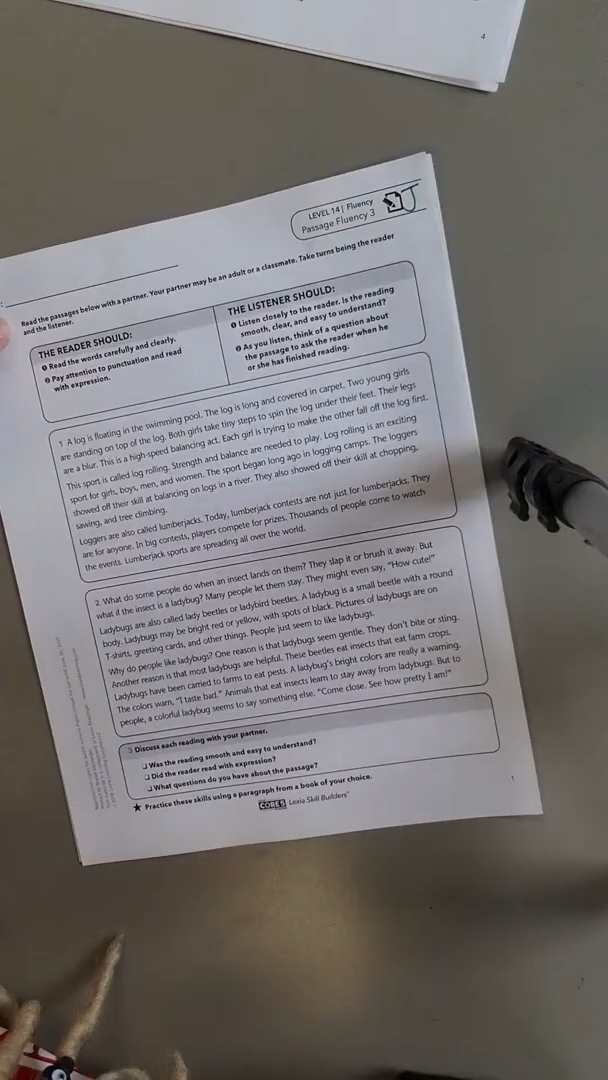 4
LEVEL 14 | Fluency
Passage Fluency 3
J
Read the passages below with a partner. Your partner may be an adult or a classmate. Take turns being the reader
and the listener.
THE READER SHOULD:
1 Read the words carefully and clearly.
2 Pay attention to punctuation and read
with expression.
THE LISTENER SHOULD:
1 Listen closely to the reader. Is the reading
smooth, clear, and easy to understand?
2 As you listen, think of a question about
the passage to ask the reader when he
or she has finished reading.
1 A log is floating in the swimming pool. The log is long and covered in carpet. Two young girls
are standing on top of the log. Both girls take tiny steps to spin the log under their feet. Their legs
are a blur. This is a high-speed balancing act. Each girl is trying to make the other fall off the log first.
This sport is called log rolling. Strength and balance are needed to play. Log rolling is an exciting
sport for girls, boys, men, and women. The sport began long ago in logging camps. The loggers
showed off their skill at balancing on logs in a river. They also showed off their skill at chopping,
sawing, and tree climbing.
Loggers are also called lumberjacks. Today, lumberjack contests are not just for lumberjacks. They
are for anyone. In big contests, players compete for prizes. Thousands of people come to watch
the events. Lumberjack sports are spreading all over the world.
2 What do some people do when an insect lands on them? They slap it or brush it away. But
what if the insect is a ladybug? Many people let them stay. They might even say, "How cute!"
Ladybugs are also called lady beetles or ladybird beetles. A ladybug is a small beetle with a round
body. Ladybugs may be bright red or yellow, with spots of black. Pictures of ladybugs are on
T-shirts, greeting cards, and other things. People just seem to like ladybugs.
Why do people like ladybugs? One reason is that ladybugs seem gentle. They don't bite or sting.
Another reason is that most ladybugs are helpful. These beetles eat insects that eat farm crops.
Ladybugs have been carried to farms to eat pests. A ladybug's bright colors are really a warning.
The colors warn, "I taste bad." Animals that eat insects learn to stay away from ladybugs. But to
people, a colorful ladybug seems to say something else. "Come close. See how pretty I am!"
3 Discuss each reading with your partner.
❑ Was the reading smooth and easy to understand?
❑ Did the reader read with expression?
❑ What questions do you have about the passage?
★ Practice these skills using a paragraph from a book of your choice.
CORE5 Lexia Skill Builders
1